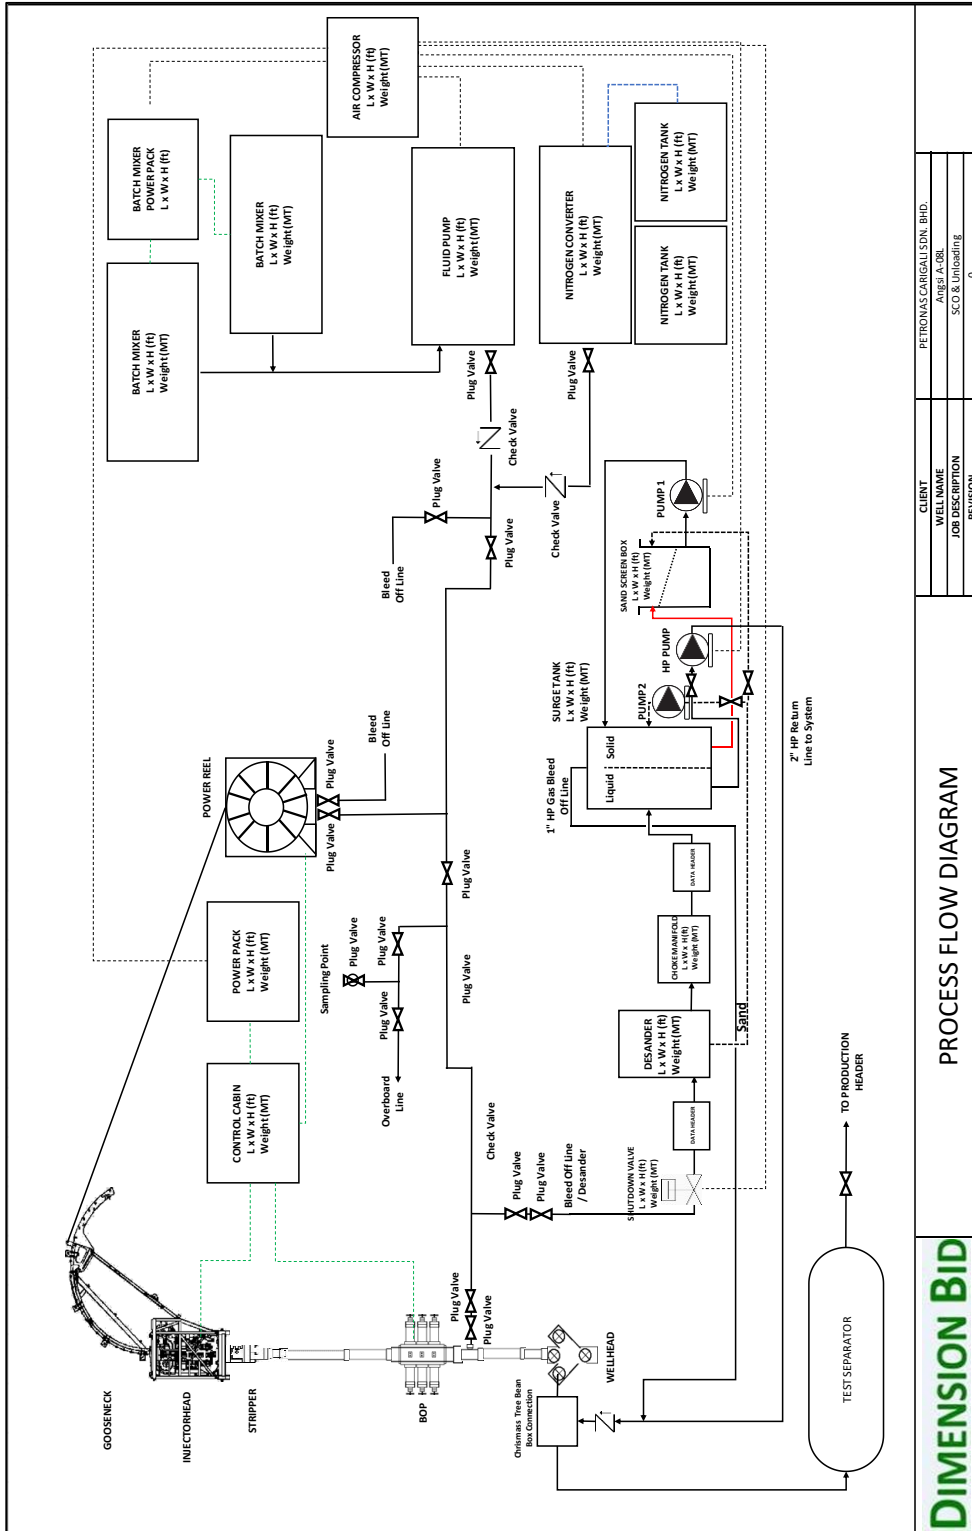 GOOSENECK
INJECTORHEAD
STRIPPER
BOP
WELLHEAD
Chrismass Tree Bean
Box Connection
CONTROL CABIN
L x W x H (ft)
Weight(MT)
POWER PACK
L x W x H (ft)
Weight (MT)
POWER REEL
Plug Valve
Plug Valve
Bleed
Off Line
BATCH MIXER
L x W x H (ft)
Weight(MT)
BATCH MIXER
POWER PACK
L x W x H (ft)
BATCH MIXER
L x W x H (ft)
Weight(MT)
AIR COMPRESSOR
L x W x H (ft)
Weight(MT)
FLUID PUMP
L x W x H (ft)
Weight(MT)
NITROGEN CONVERTER
L x W x H (ft)
Weight(MT)
NITROGEN TANK
L x W x H (ft)
Weight(MT)
NITROGEN TANK
L x W x H (ft)
Weight(MT)
Plug Valve
Check Valve
Plug Valve
Check Valve
Plug Valve
Bleed
Off Line
Plug Valve
Sampling Point
Plug Valve
Plug Valve
Plug Valve
Overboard
Line
Plug Valve
Plug Valve
Check Valve
Plug Valve
Plug Valve
Plug Valve
Plug Valve
Bleed Off Line
/ Desander
SHUTDOWN VALVE
L x W x H (ft)
Weight(MT)
DATA HEADER
DESANDER
L x W x H (ft)
Weight(MT)
Sand
CHOKE MANIFOLD
L x W x H(ft)
Weight (MT)
DATA HEADER
1" HP Gas Bleed
Off Line
SURGE TANK
L x W x H (ft)
Weight(MT)
Liquid
Solid
PUMP2
HP PUMP
SAND SCREEN BOX
L x W x H (ft)
Weight (MT)
PUMP 1
2" HP Return
Line to System
TEST SEPARATOR
TO PRODUCTION
HEADER
DIMENSION BID
PROCESS FLOW DIAGRAM
CLIENT
PETRONAS CARIGALI SDN. BHD.
WELL NAME
Angsi A-08L
JOB DESCRIPTION
SCO & Unloading
REVISION
0